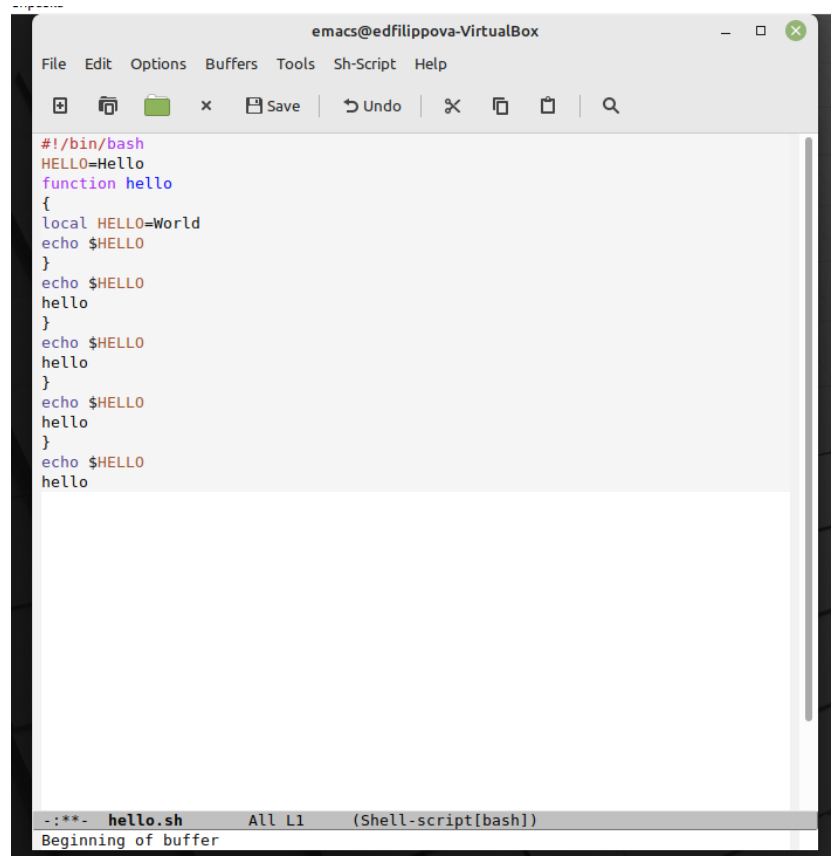 emacs@edfilippova-VirtualBox
File Edit Options Buffers Tools Sh-Script Help
Save Undo
#!/bin/bash
HELLO=Hello
function hello
{
local HELLO=World
echo $HELLO
}
echo $HELLO
hello
}
echo $HELLO
hello
}
echo $HELLO
hello
}
echo $HELLO
hello
-:**- hello.sh All L1 (Shell-script[bash])
Beginning of buffer